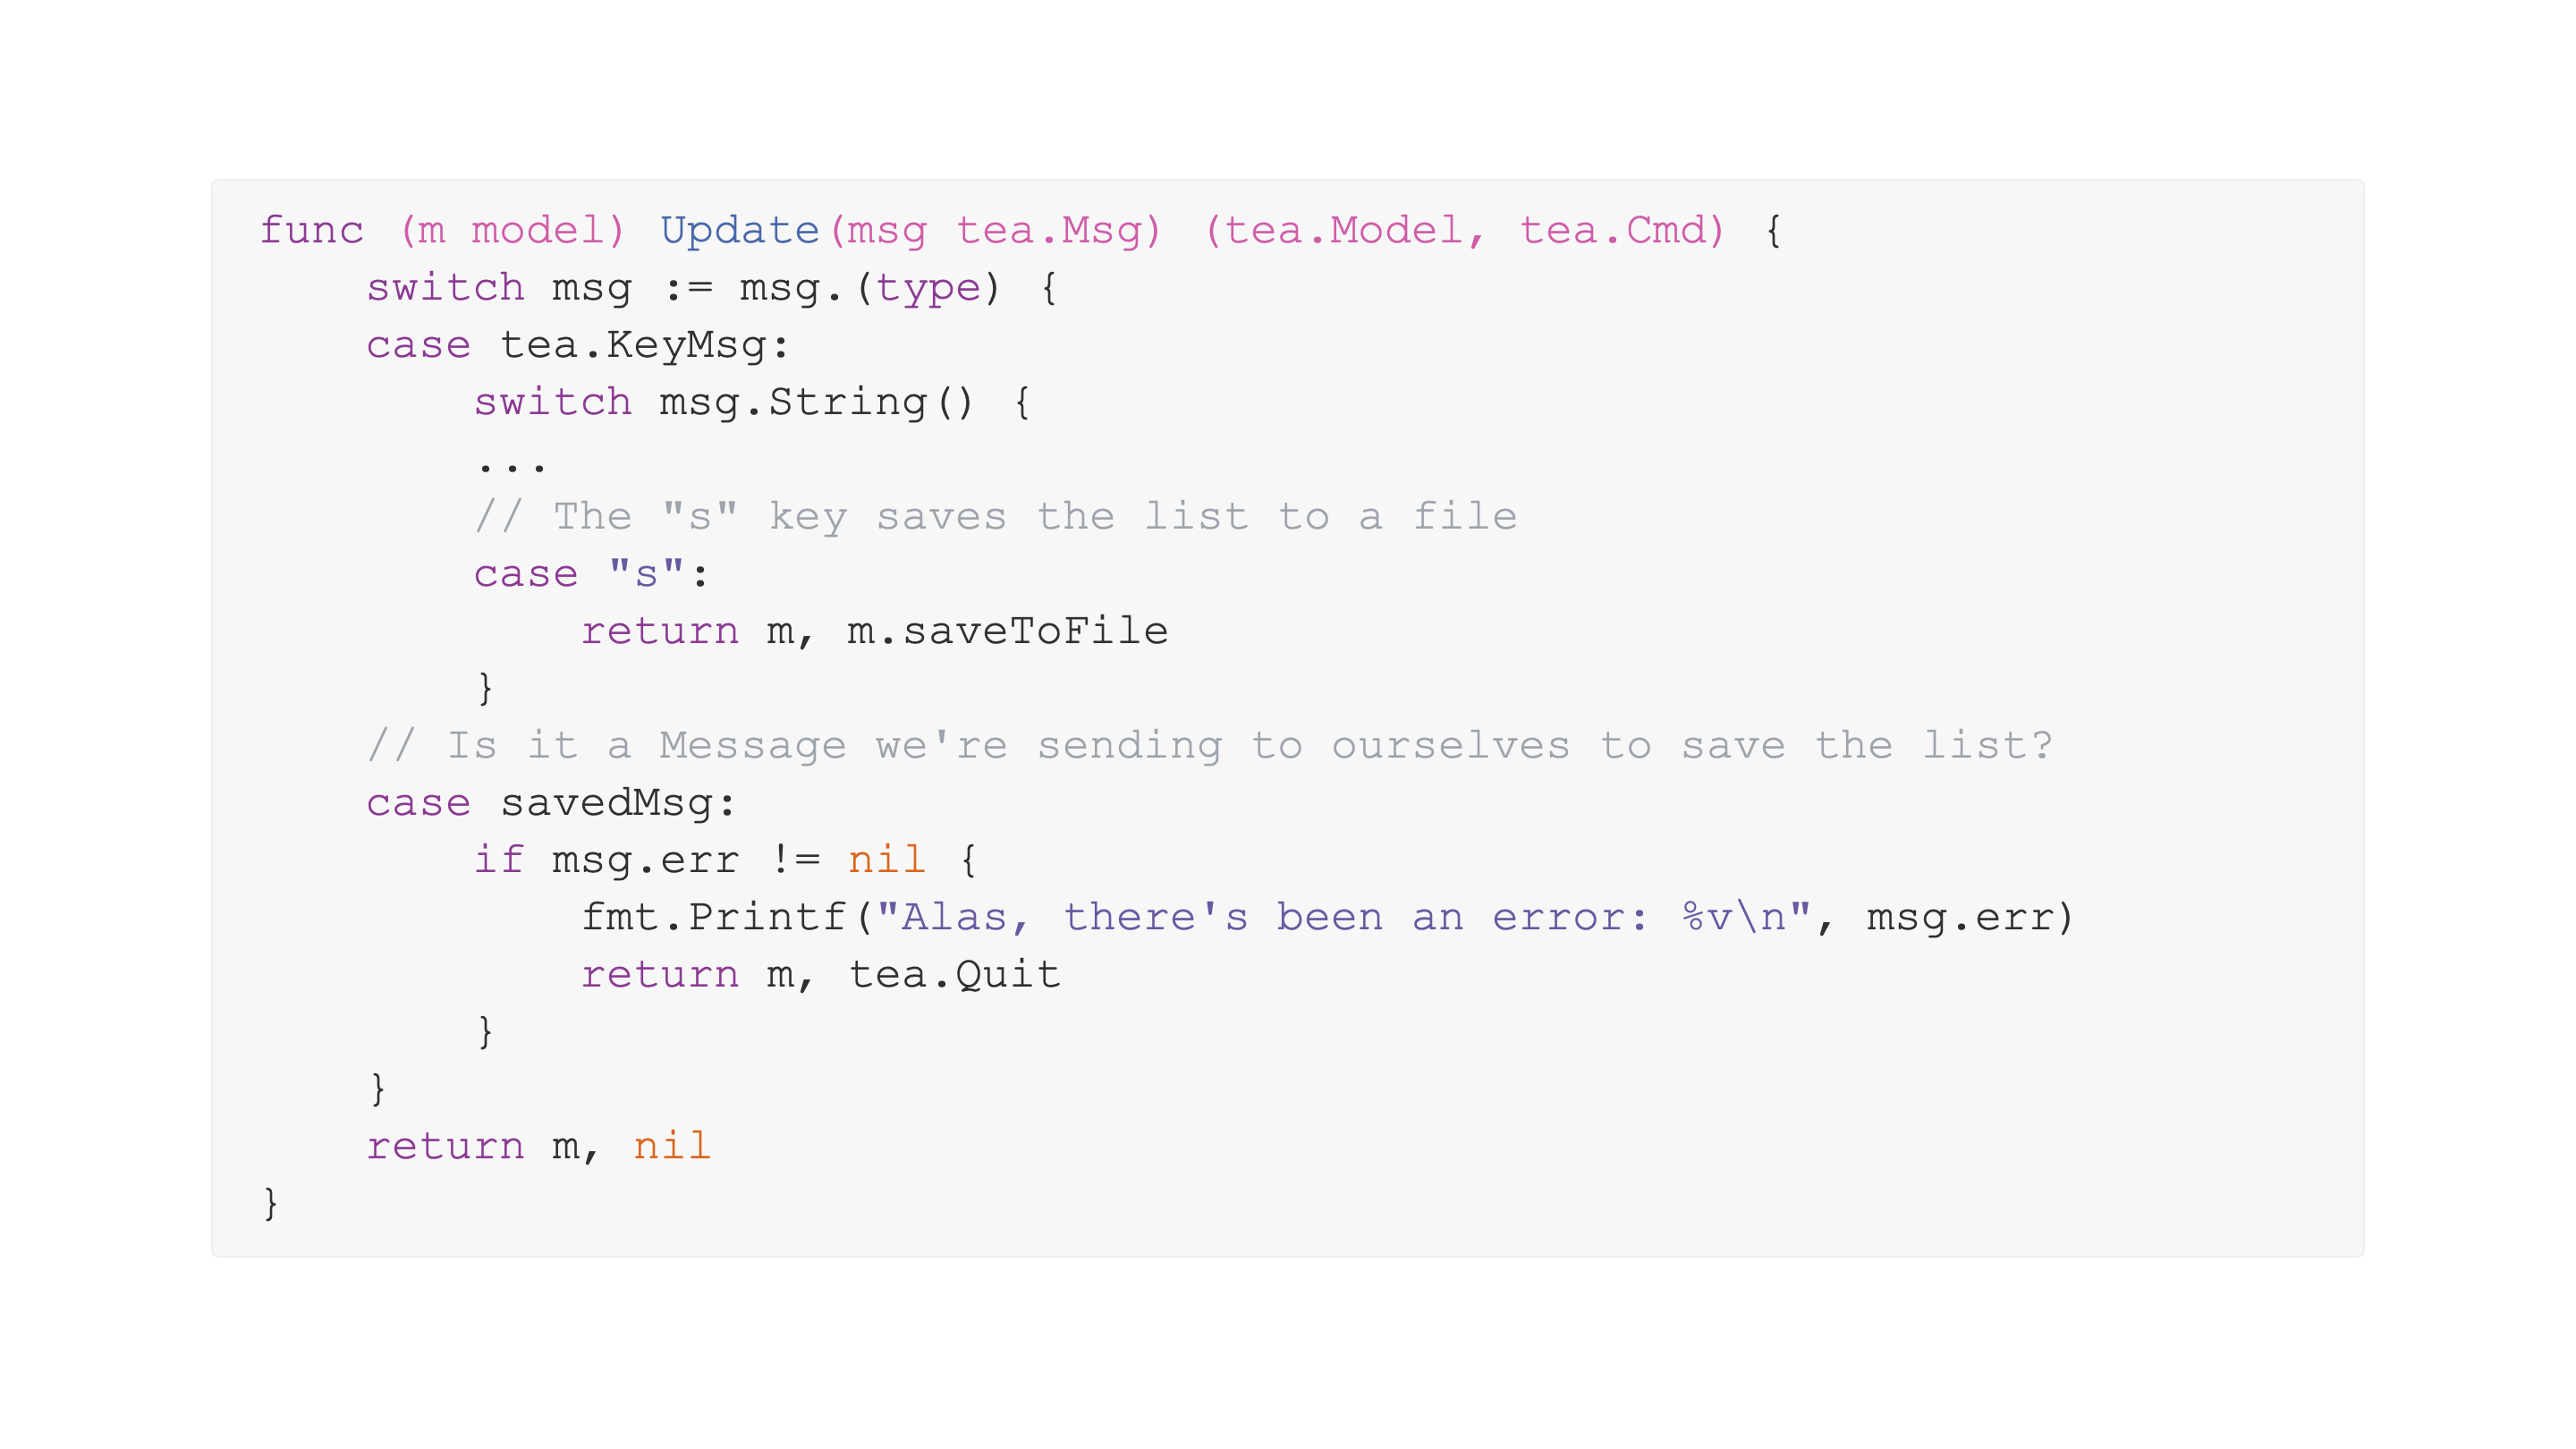 func (m model) Update(msg tea.Msg) (tea.Model, tea.Cmd) {
    switch msg := msg.(type) {
    case tea.KeyMsg:
        switch msg.String() {
        ...
        // The "s" key saves the list to a file
        case "s":
            return m, m.saveToFile
        }
    // Is it a Message we're sending to ourselves to save the list?
    case savedMsg:
        if msg.err != nil {
            fmt.Printf("Alas, there's been an error: %v\n", msg.err)
            return m, tea.Quit
        }
    }
    return m, nil
}